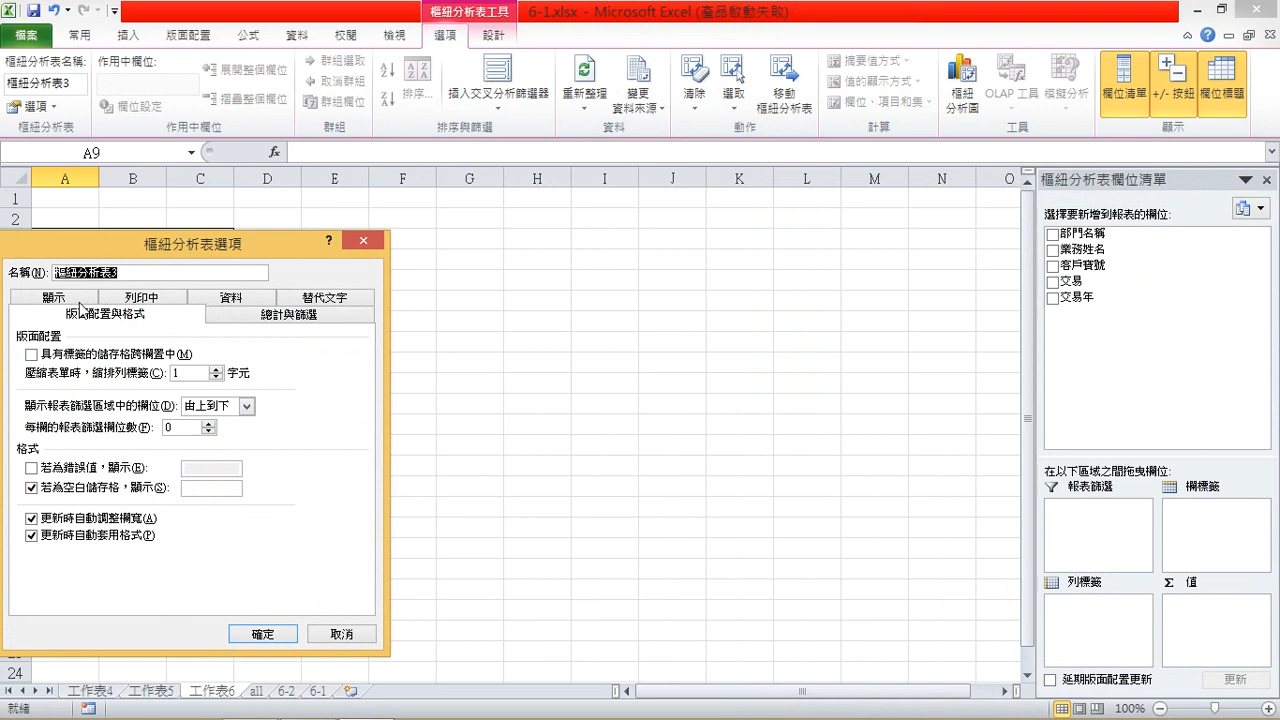 樞紐分析表工具
6-1.xlsx - Microsoft Excel (產品啟動失敗)
檔案 常用 插入 版面配置 公式 資料 校閱 檢視 選項 設計
樞紐分析表名稱: 作用中欄位:
樞紐分析表3
選項
樞紐分析表
欄位設定
展開整個欄位
摺疊整個欄位
作用中欄位
群組選取
取消群組
群組欄位
群組
排序...
插入交叉分析篩選器
排序與篩選
重新整理
變更
資料來源
資料
清除 選取 移動
樞紐分析表
動作
摘要值方式
值的顯示方式
欄位、項目和集
計算
樞紐
分析圖
OLAP 工具 模擬分析
工具
欄位清單 +/- 按鈕 欄位標題
顯示
A9 fx
A B C D E F G H I J K L M N O
1
2
樞紐分析表選項 ?
名稱(N): 樞紐分析表3
顯示 列印中 資料 替代文字
版面配置與格式 總計與篩選
版面配置
具有標籤的儲存格跨欄置中(M)
壓縮表單時，縮排列標籤(C): 1 字元
顯示報表篩選區域中的欄位(D): 由上到下
每欄的報表篩選欄位數(F): 0
格式
若為錯誤值，顯示(E):
若為空白儲存格，顯示(S):
更新時自動調整欄寬(A)
更新時自動套用格式(P)
確定 取消
24
樞紐分析表欄位清單
選擇要新增到報表的欄位:
部門名稱
業務姓名
客戶寶號
交易
交易年
在以下區域之間拖曳欄位:
報表篩選 欄標籤
列標籤 Σ 值
延期版面配置更新 更新
工作表4 工作表5 工作表6 all 6-2 6-1
就緒 100%